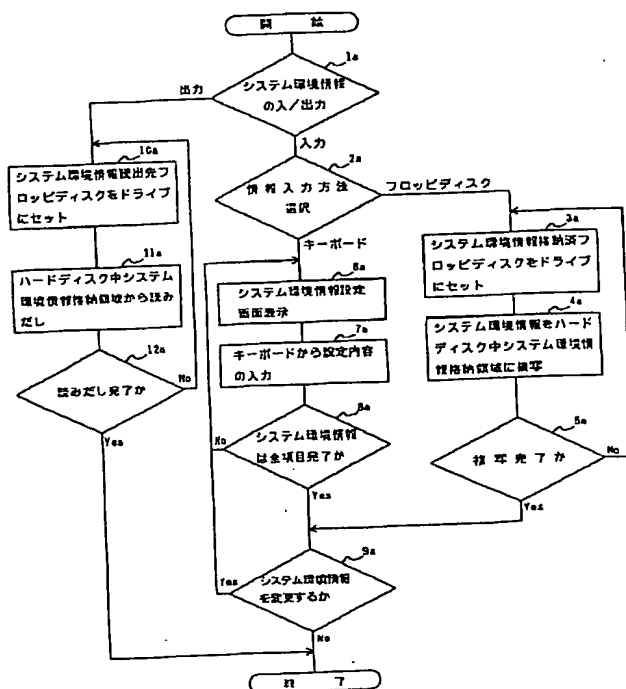 開 始
1a
システム環境情報
の入/出力
出力
入力
10a
システム環境情報読出先フ
ロッピディスクをドライブ
にセット
2a
情報入力方法
選択
フロッピディスク
キーボード
3a
システム環境情報格納済フ
ロッピディスクをドライブ
にセット
11a
ハードディスク中システム
環境情報格納領域から読み
だし
6a
システム環境情報設定
画面表示
4a
システム環境情報をハード
ディスク中システム環境情
報格納領域に複写
7a
キーボードから設定内容
の入力
12a
読みだし完了か
No
Yes
8a
システム環境情報
は全項目完了か
No
Yes
5a
複写完了か
No
Yes
9a
システム環境情報
を変更するか
Yes
No
終 了